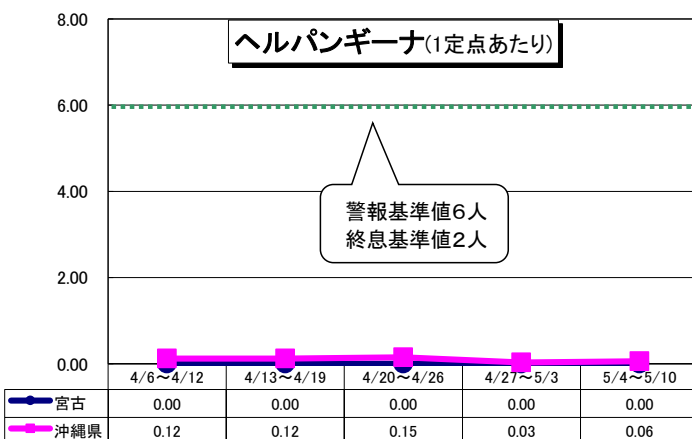 ヘルパンギーナ(1定点あたり)
8.00
6.00
4.00
2.00
0.00
警報基準値6人
終息基準値2人
4/6～4/12 4/13～4/19 4/20～4/26 4/27～5/3 5/4～5/10
宮古 0.00 0.00 0.00 0.00 0.00
沖縄県 0.12 0.12 0.15 0.03 0.06